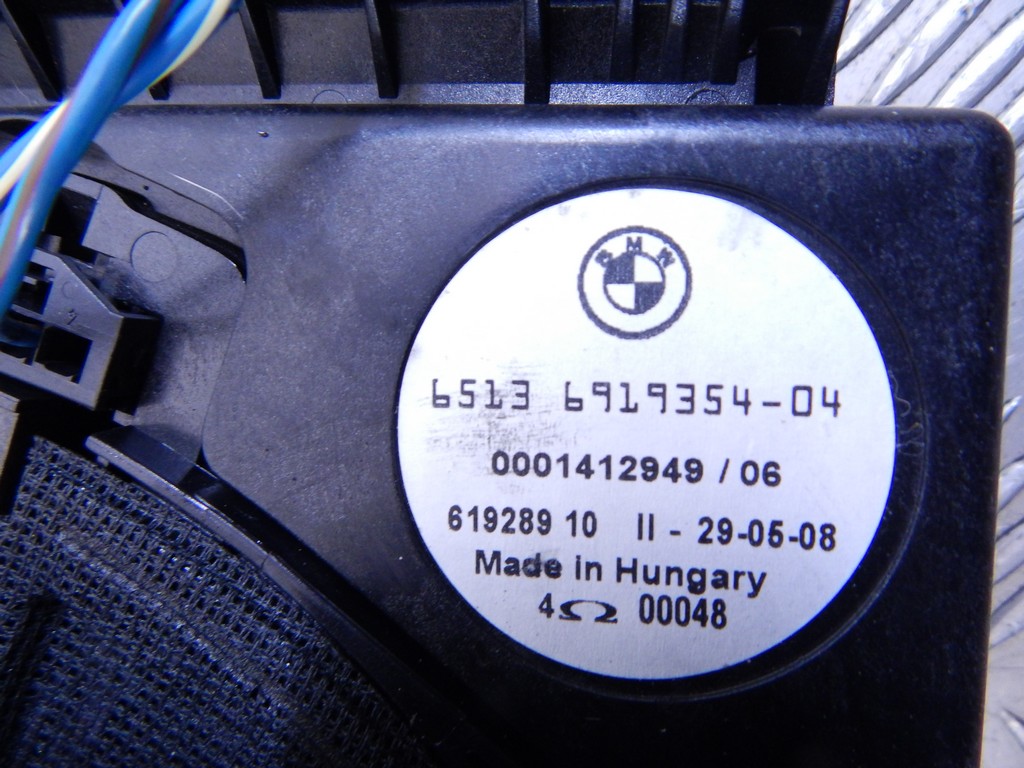 BMW
6513 6919354-04
0001412949 / 06
619289 10 II - 29-05-08
Made in Hungary
4Ω 00048